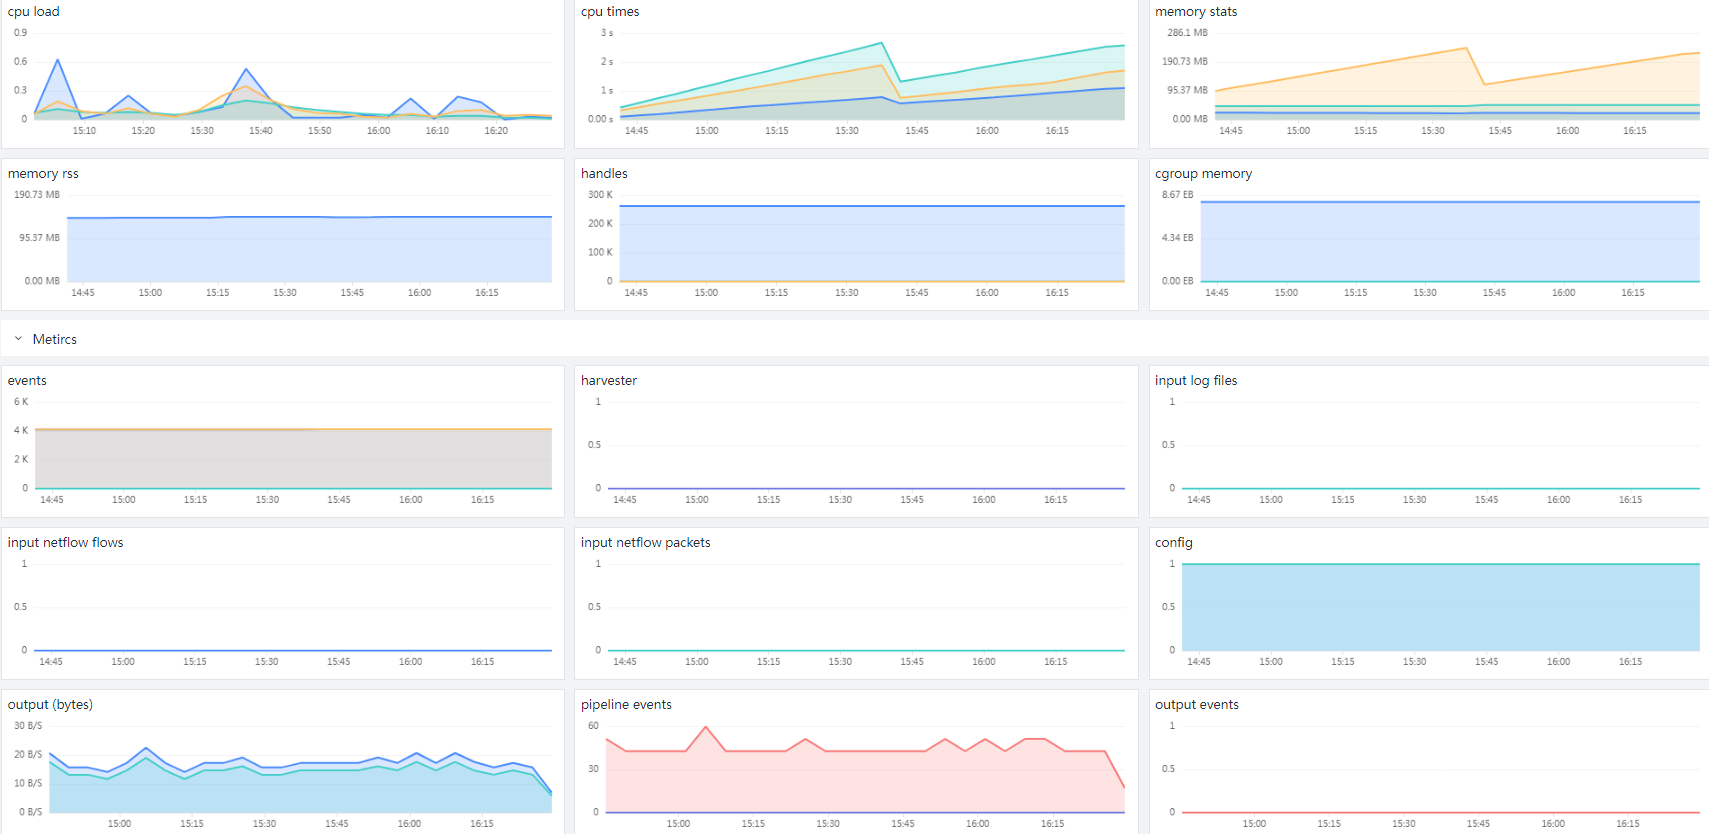 cpu load
0.9
0.6
0.3
0
15:10 15:20 15:30 15:40 15:50 16:00 16:10 16:20
cpu times
3 s
2 s
1 s
0.00 s
14:45 15:00 15:15 15:30 15:45 16:00 16:15
memory stats
286.1 MB
190.73 MB
95.37 MB
0.00 MB
14:45 15:00 15:15 15:30 15:45 16:00 16:15
memory rss
190.73 MB
95.37 MB
0.00 MB
14:45 15:00 15:15 15:30 15:45 16:00 16:15
handles
300 K
200 K
100 K
0
14:45 15:00 15:15 15:30 15:45 16:00 16:15
cgroup memory
8.67 EB
4.34 EB
0.00 EB
14:45 15:00 15:15 15:30 15:45 16:00 16:15
Metircs
events
6 K
4 K
2 K
0
14:45 15:00 15:15 15:30 15:45 16:00 16:15
harvester
1
0.5
0
14:45 15:00 15:15 15:30 15:45 16:00 16:15
input log files
1
0.5
0
14:45 15:00 15:15 15:30 15:45 16:00 16:15
input netflow flows
1
0.5
0
14:45 15:00 15:15 15:30 15:45 16:00 16:15
input netflow packets
1
0.5
0
14:45 15:00 15:15 15:30 15:45 16:00 16:15
config
1
0.5
0
14:45 15:00 15:15 15:30 15:45 16:00 16:15
output (bytes)
30 B/S
20 B/S
10 B/S
0 B/S
15:00 15:15 15:30 15:45 16:00 16:15
pipeline events
60
30
0
15:00 15:15 15:30 15:45 16:00 16:15
output events
1
0.5
0
15:00 15:15 15:30 15:45 16:00 16:15